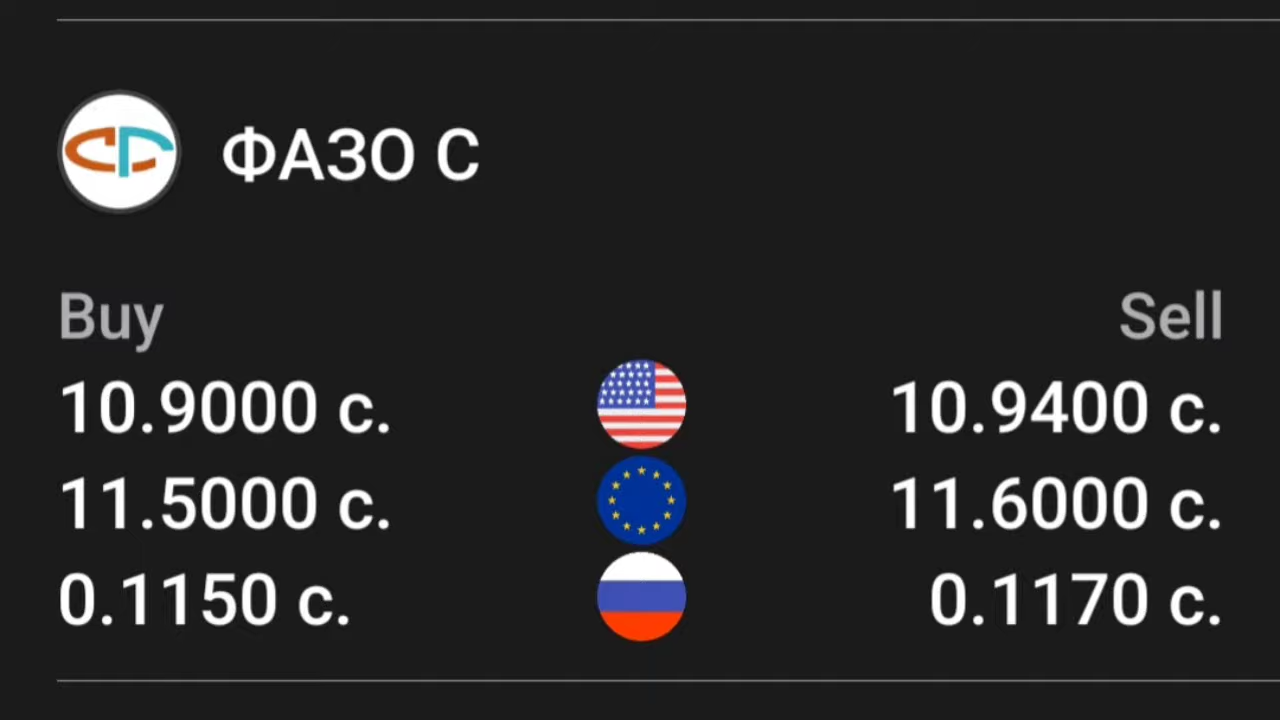 ФАЗО С
Buy Sell
10.9000 с. 10.9400 с.
11.5000 с. 11.6000 с.
0.1150 с. 0.1170 с.